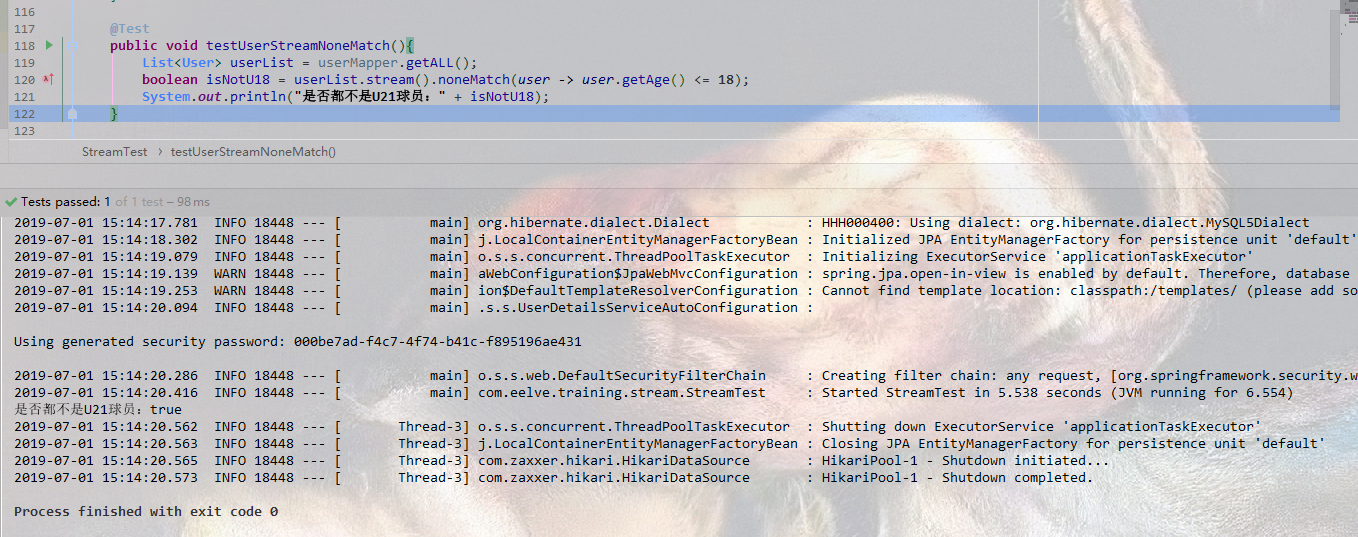 116
117 @Test
118 public void testUserStreamNoneMatch(){
119 List<User> userList = userMapper.getALL();
120 boolean isNotU18 = userList.stream().noneMatch(user -> user.getAge() <= 18);
121 System.out.println("是否都不是U21球员：" + isNotU18);
122 }
123
StreamTest › testUserStreamNoneMatch()
Tests passed: 1 of 1 test – 98 ms
2019-07-01 15:14:17.781  INFO 18448 --- [           main] org.hibernate.dialect.Dialect            : HHH000400: Using dialect: org.hibernate.dialect.MySQL5Dialect
2019-07-01 15:14:18.302  INFO 18448 --- [           main] j.LocalContainerEntityManagerFactoryBean : Initialized JPA EntityManagerFactory for persistence unit 'default'
2019-07-01 15:14:19.079  INFO 18448 --- [           main] o.s.s.concurrent.ThreadPoolTaskExecutor  : Initializing ExecutorService 'applicationTaskExecutor'
2019-07-01 15:14:19.139  WARN 18448 --- [           main] aWebConfiguration$JpaWebMvcConfiguration : spring.jpa.open-in-view is enabled by default. Therefore, database
2019-07-01 15:14:19.253  WARN 18448 --- [           main] ion$DefaultTemplateResolverConfiguration : Cannot find template location: classpath:/templates/ (please add so
2019-07-01 15:14:20.094  INFO 18448 --- [           main] .s.s.UserDetailsServiceAutoConfiguration :
Using generated security password: 000be7ad-f4c7-4f74-b41c-f895196ae431
2019-07-01 15:14:20.286  INFO 18448 --- [           main] o.s.s.web.DefaultSecurityFilterChain     : Creating filter chain: any request, [org.springframework.security.w
2019-07-01 15:14:20.416  INFO 18448 --- [           main] com.eelve.training.stream.StreamTest     : Started StreamTest in 5.538 seconds (JVM running for 6.554)
是否都不是U21球员：true
2019-07-01 15:14:20.562  INFO 18448 --- [       Thread-3] o.s.s.concurrent.ThreadPoolTaskExecutor  : Shutting down ExecutorService 'applicationTaskExecutor'
2019-07-01 15:14:20.563  INFO 18448 --- [       Thread-3] j.LocalContainerEntityManagerFactoryBean : Closing JPA EntityManagerFactory for persistence unit 'default'
2019-07-01 15:14:20.565  INFO 18448 --- [       Thread-3] com.zaxxer.hikari.HikariDataSource       : HikariPool-1 - Shutdown initiated...
2019-07-01 15:14:20.573  INFO 18448 --- [       Thread-3] com.zaxxer.hikari.HikariDataSource       : HikariPool-1 - Shutdown completed.
Process finished with exit code 0